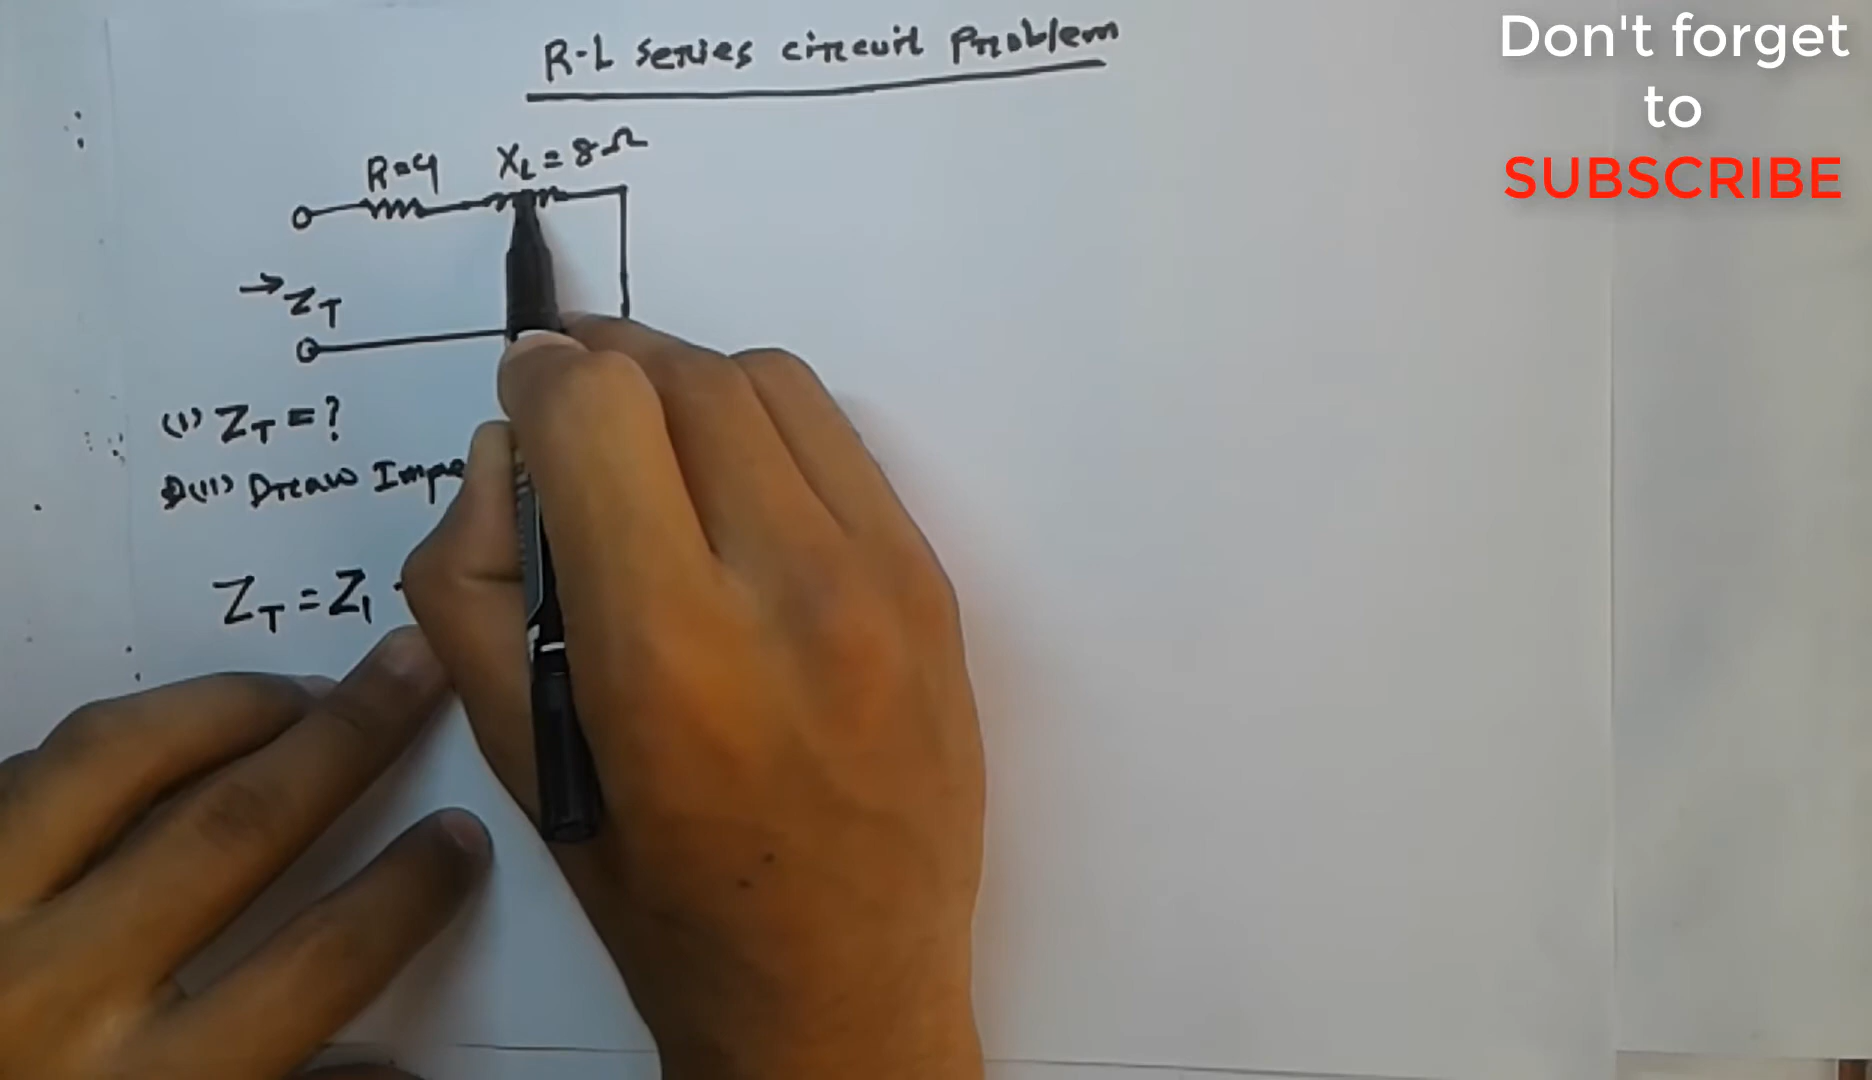 R-L Series circuit Problem
Don't forget
to
SUBSCRIBE
R=4 XL = 8Ω
→ZT
(i) ZT = ?
(ii) Draw Impe
ZT = Z1